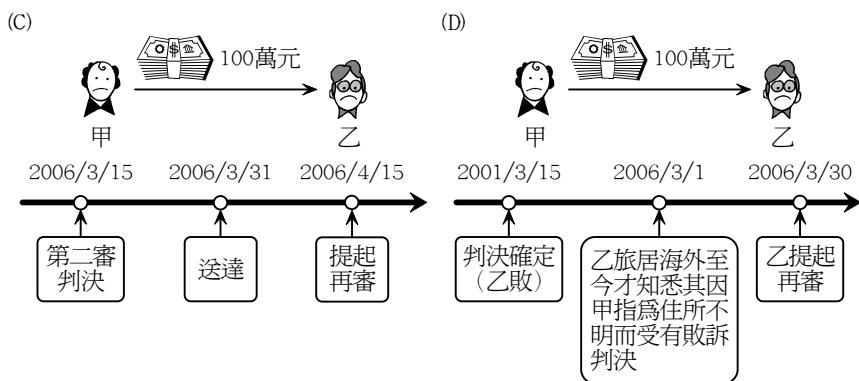 (C)
100萬元
甲
乙
2006/3/15
2006/3/31
2006/4/15
第二審
判決
送達
提起
再審
(D)
100萬元
甲
乙
2001/3/15
2006/3/1
2006/3/30
判決確定
（乙敗）
乙旅居海外至
今才知悉其因
甲指為住所不
明而受有敗訴
判決
乙提起
再審